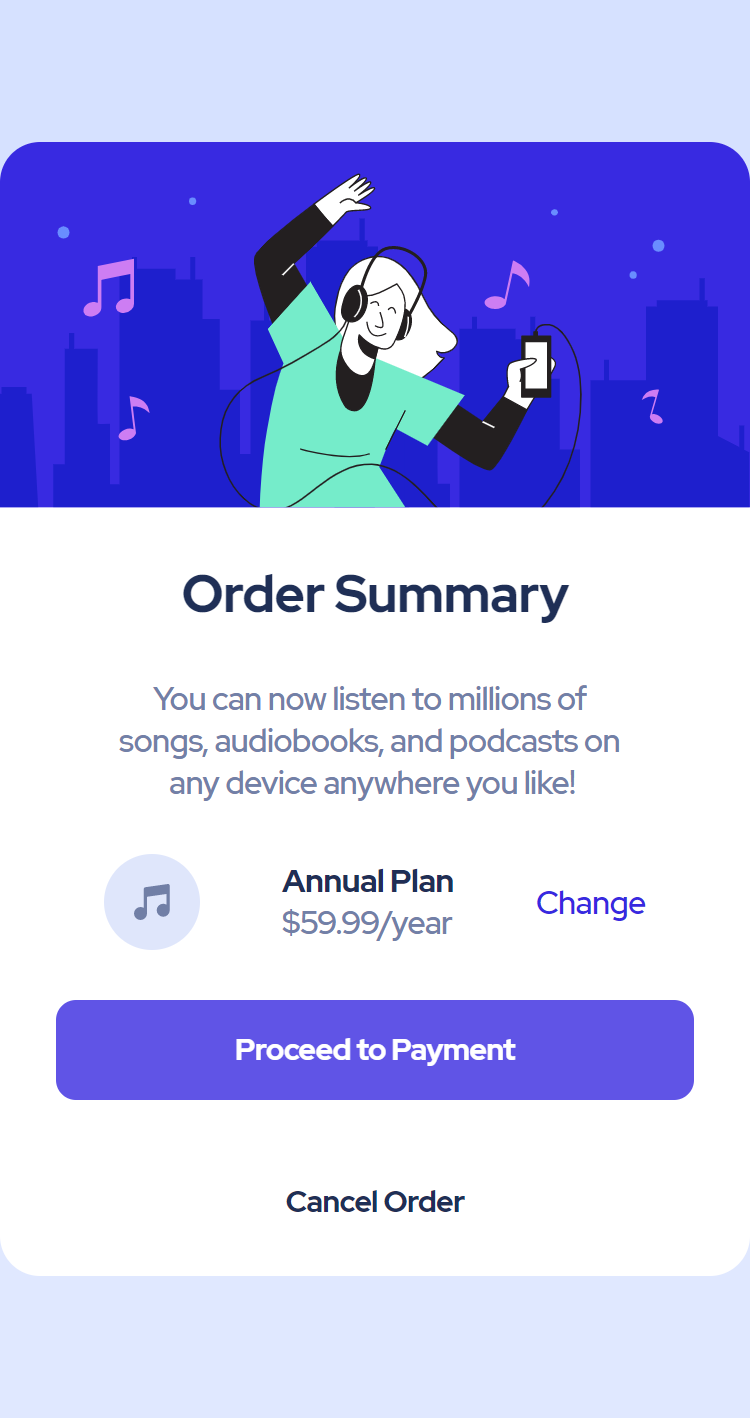 Order Summary
You can now listen to millions of
songs, audiobooks, and podcasts on
any device anywhere you like!
Annual Plan
$59.99/year
Change
Proceed to Payment
Cancel Order